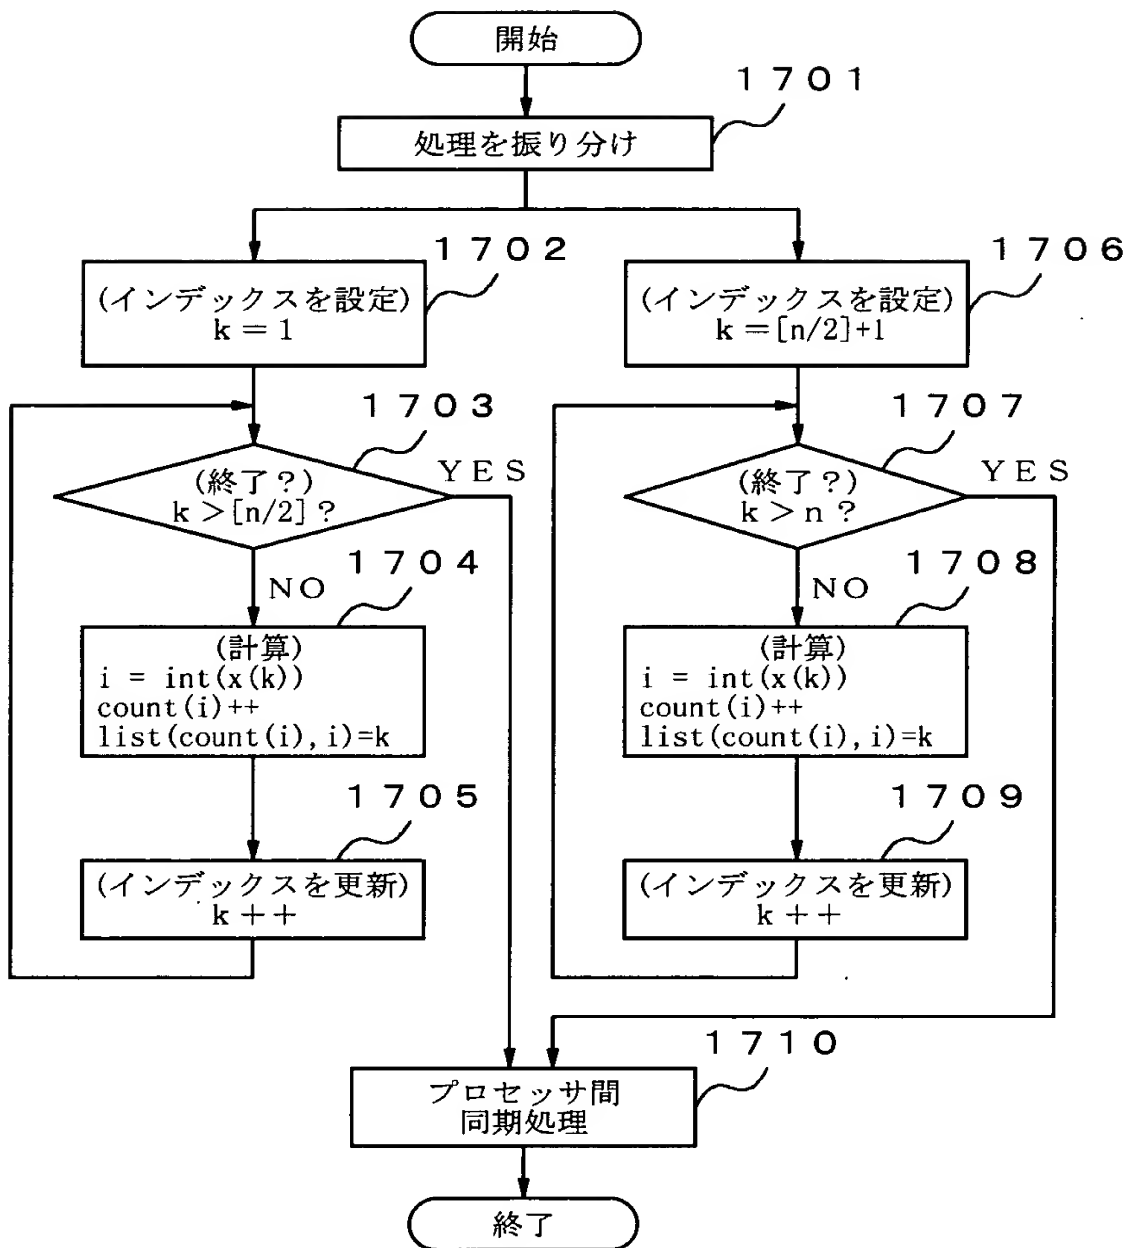 開始
1701
処理を振り分け
1702
(インデックスを設定)
k = 1
1703
(終了?)
k >[n/2] ?
YES
NO
1704
(計算)
i = int(x(k))
count(i)++
list(count(i), i)=k
1705
(インデックスを更新)
k ++
1706
(インデックスを設定)
k =[n/2]+1
1707
(終了?)
k > n ?
YES
NO
1708
(計算)
i = int(x(k))
count(i)++
list(count(i), i)=k
1709
(インデックスを更新)
k ++
1710
プロセッサ間
同期処理
終了